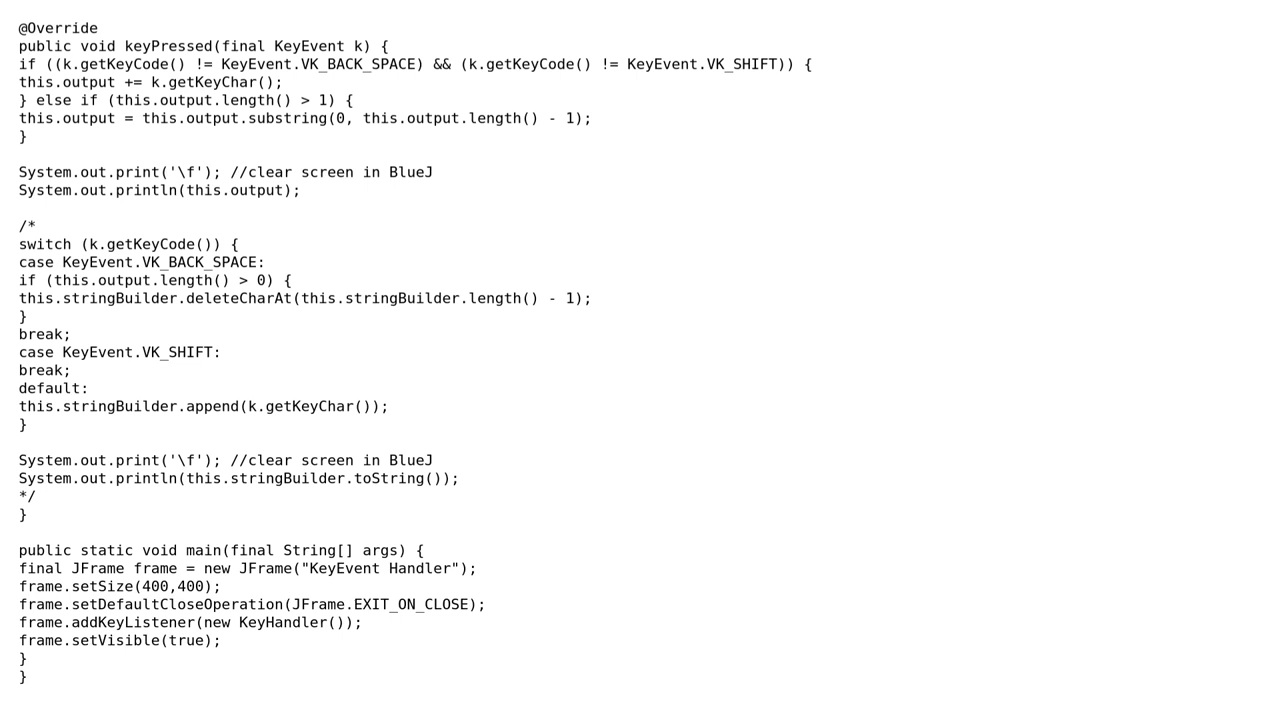 @Override
public void keyPressed(final KeyEvent k) {
if ((k.getKeyCode() != KeyEvent.VK_BACK_SPACE) && (k.getKeyCode() != KeyEvent.VK_SHIFT)) {
this.output += k.getKeyChar();
} else if (this.output.length() > 1) {
this.output = this.output.substring(0, this.output.length() - 1);
}

System.out.print('\f'); //clear screen in BlueJ
System.out.println(this.output);

/*
switch (k.getKeyCode()) {
case KeyEvent.VK_BACK_SPACE:
if (this.output.length() > 0) {
this.stringBuilder.deleteCharAt(this.stringBuilder.length() - 1);
}
break;
case KeyEvent.VK_SHIFT:
break;
default:
this.stringBuilder.append(k.getKeyChar());
}

System.out.print('\f'); //clear screen in BlueJ
System.out.println(this.stringBuilder.toString());
*/
}

public static void main(final String[] args) {
final JFrame frame = new JFrame("KeyEvent Handler");
frame.setSize(400,400);
frame.setDefaultCloseOperation(JFrame.EXIT_ON_CLOSE);
frame.addKeyListener(new KeyHandler());
frame.setVisible(true);
}
}